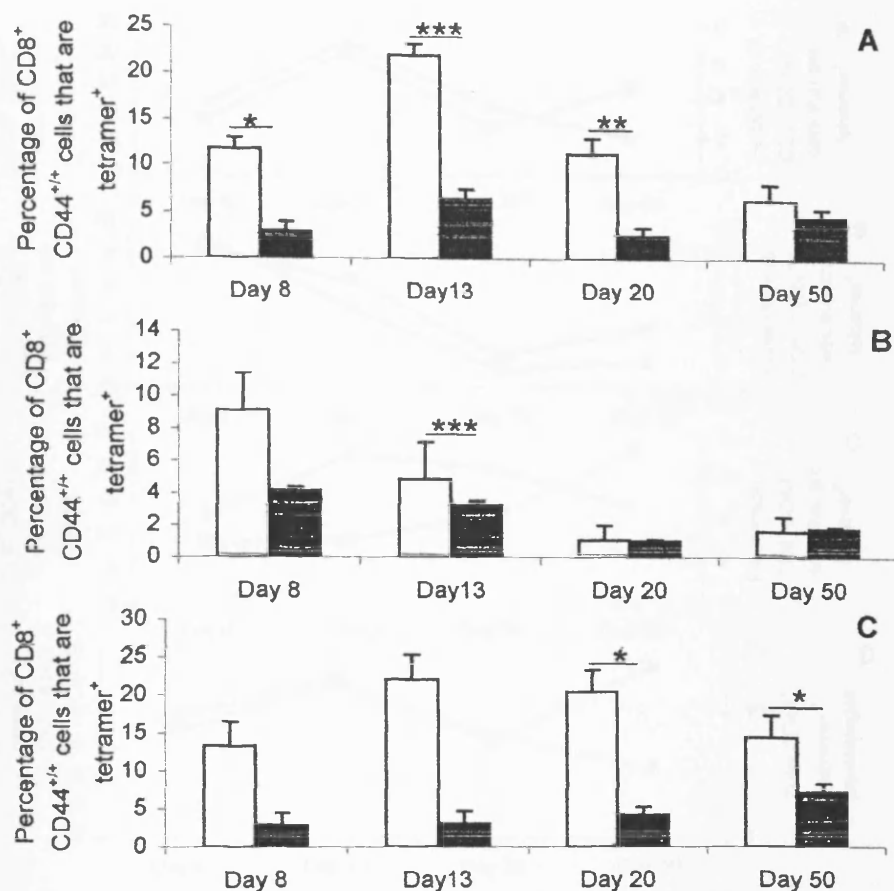 A
Percentage of CD8⁺
CD44⁺/⁺ cells that are
tetramer⁺
25
20
15
10
5
0
*
***
**
Day 8
Day13
Day 20
Day 50
B
Percentage of CD8⁺
CD44⁺/⁺ cells that are
tetramer⁺
14
12
10
8
6
4
2
0
***
Day 8
Day13
Day 20
Day 50
C
Percentage of CD8⁺
CD44⁺/⁺ cells that are
tetramer⁺
30
25
20
15
10
5
0
*
*
Day 8
Day13
Day 20
Day 50